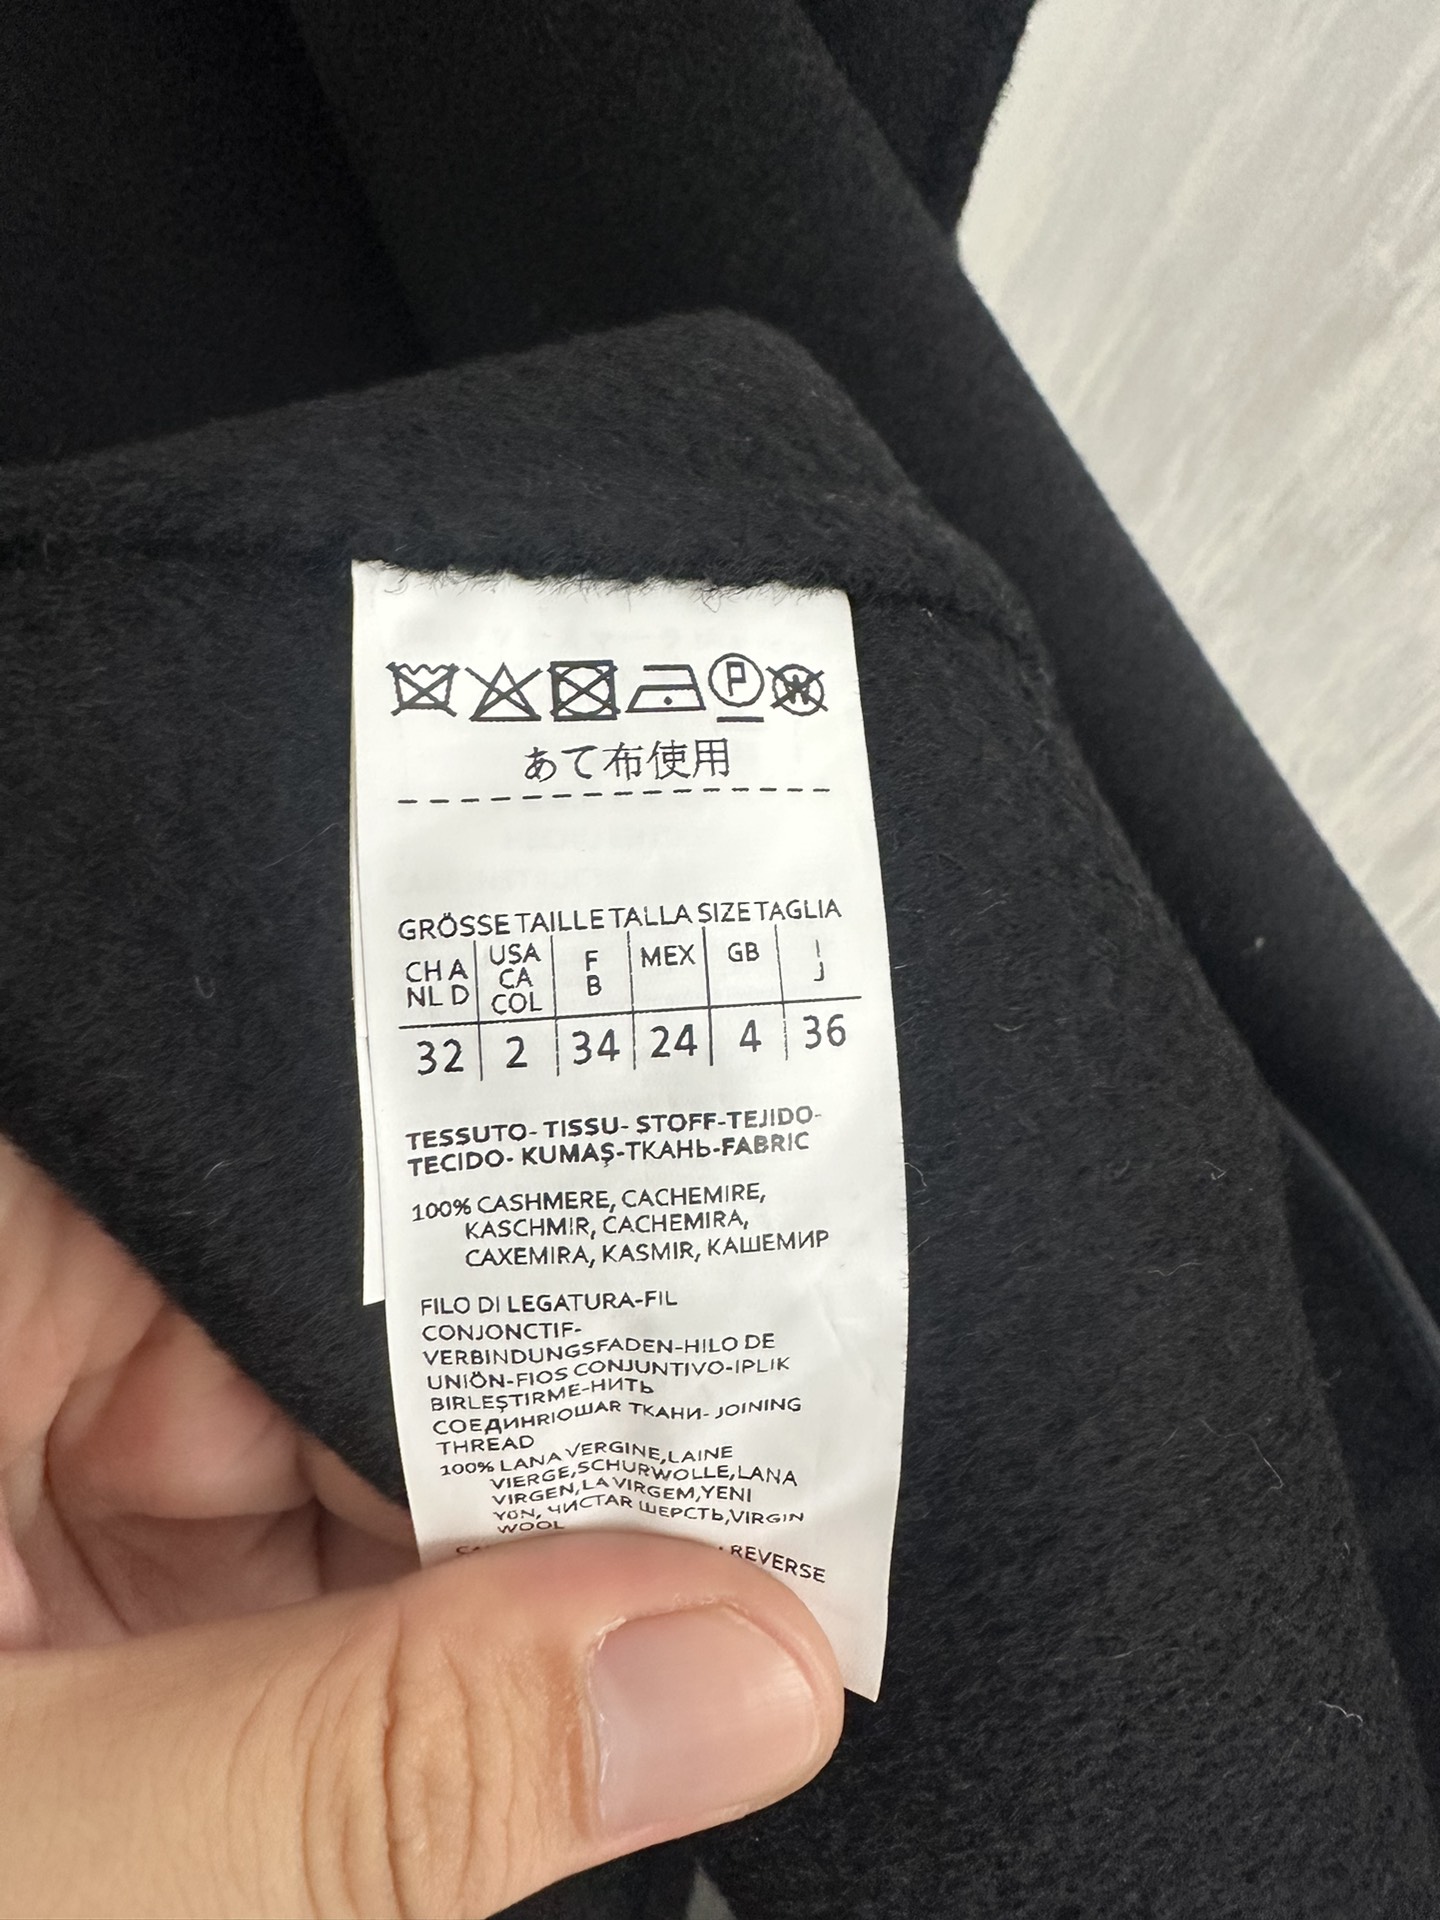 P W
あて布使用
GRÖSSE TAILLE TALLA SIZE TAGLIA
CH A USA F MEX GB I
NL D CA B J
COL
32 2 34 24 4 36
TESSUTO- TISSU- STOFF-TEJIDO-
TECIDO- KUMAŞ-ТКАНЬ-FABRIC
100% CASHMERE, CACHEMIRE,
KASCHMIR, CACHEMIRA,
CAXEMIRA, KASMIR, КАШЕМИР
FILO DI LEGATURA-FIL
CONJONCTIF-
VERBINDUNGSFADEN-HILO DE
UNIÖN-FIOS CONJUNTIVO-IPLIK
BIRLEŞTIRME-НИТЬ
СОЕДИНRIОШАR ТКАНИ- JOINING
THREAD
100% LANA VERGINE,LAINE
VIERGE,SCHURWOLLE,LANA
VIRGEN,LA VIRGEM,YENI
YÜN, ЧИСТАR ШЕРСТЬ,VIRGIN
WOOL
REVERSE